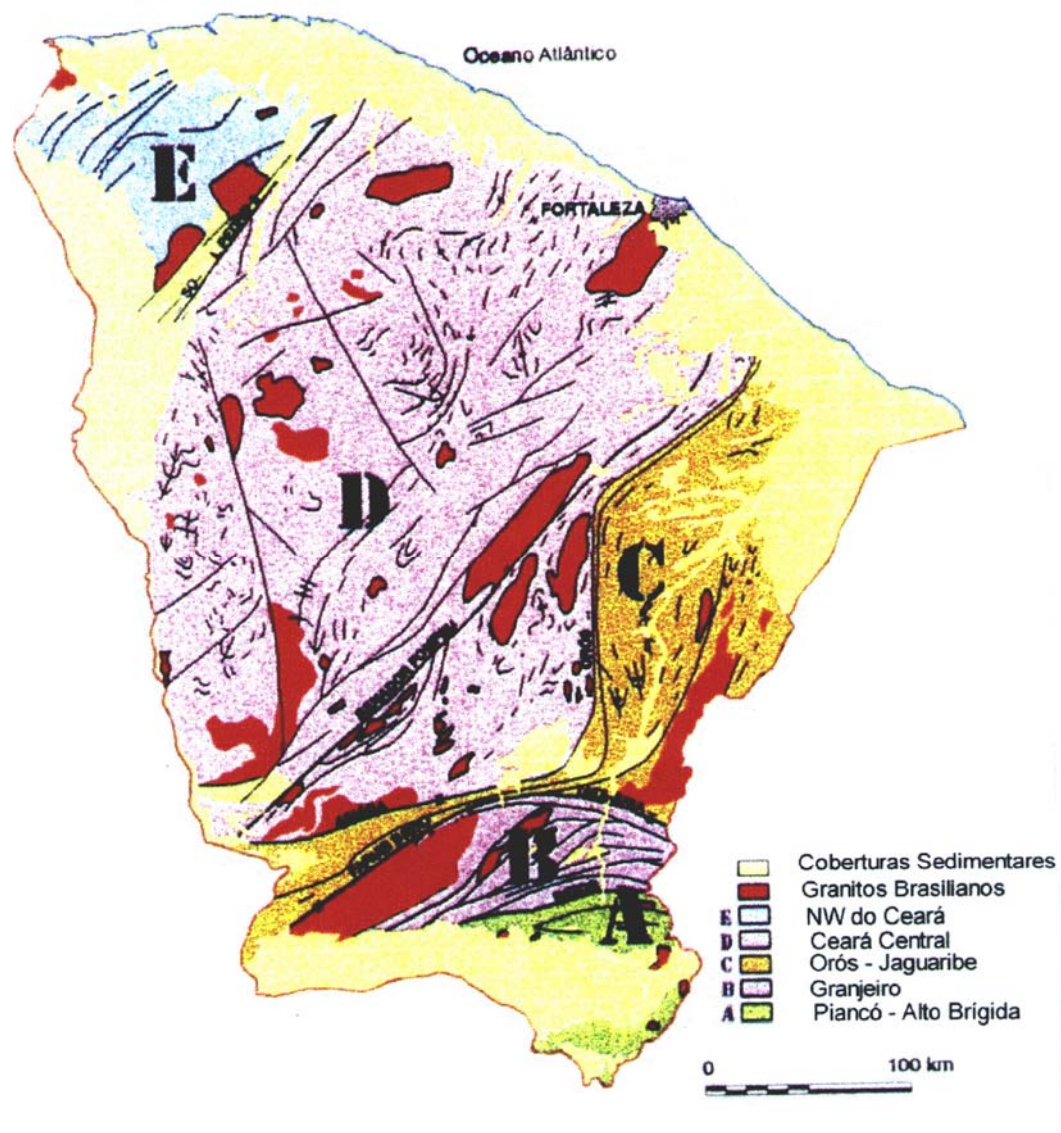 Oceano Atlântico
E
FORTALEZA
D
C
B
A
Coberturas Sedimentares
Granitos Brasilianos
E NW do Ceará
D Ceará Central
C Orós - Jaguaribe
B Granjeiro
A Piancó - Alto Brígida
0 100 km